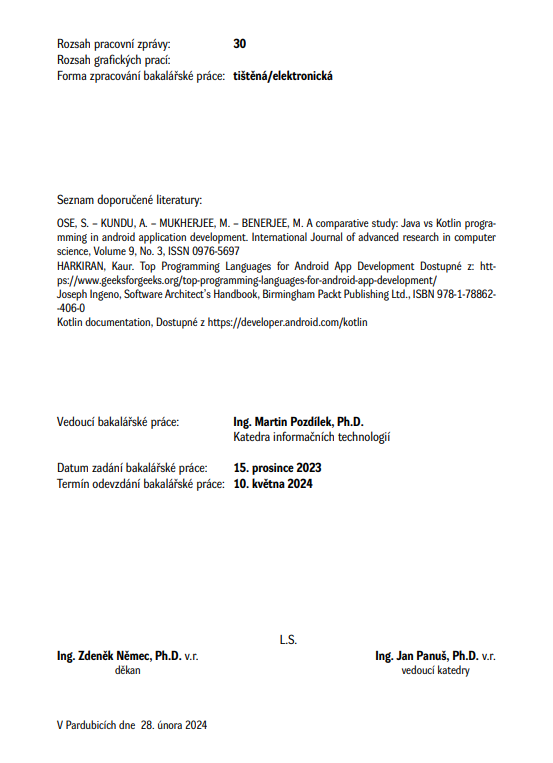 Rozsah pracovní zprávy: 30
Rozsah grafických prací:
Forma zpracování bakalářské práce: tištěná/elektronická
Seznam doporučené literatury:
OSE, S. – KUNDU, A. – MUKHERJEE, M. – BENERJEE, M. A comparative study: Java vs Kotlin progra-
mming in android application development. International Journal of advanced research in computer
science, Volume 9, No. 3, ISSN 0976-5697
HARKIRAN, Kaur. Top Programming Languages for Android App Development Dostupné z: htt-
ps://www.geeksforgeeks.org/top-programming-languages-for-android-app-development/
Joseph Ingeno, Software Architect's Handbook, Birmingham Packt Publishing Ltd., ISBN 978-1-78862-
-406-0
Kotlin documentation, Dostupné z https://developer.android.com/kotlin
Vedoucí bakalářské práce: Ing. Martin Pozdílek, Ph.D.
Katedra informačních technologií
Datum zadání bakalářské práce: 15. prosince 2023
Termín odevzdání bakalářské práce: 10. května 2024
L.S.
Ing. Zdeněk Němec, Ph.D. v.r. Ing. Jan Panuš, Ph.D. v.r.
děkan vedoucí katedry
V Pardubicích dne 28. února 2024